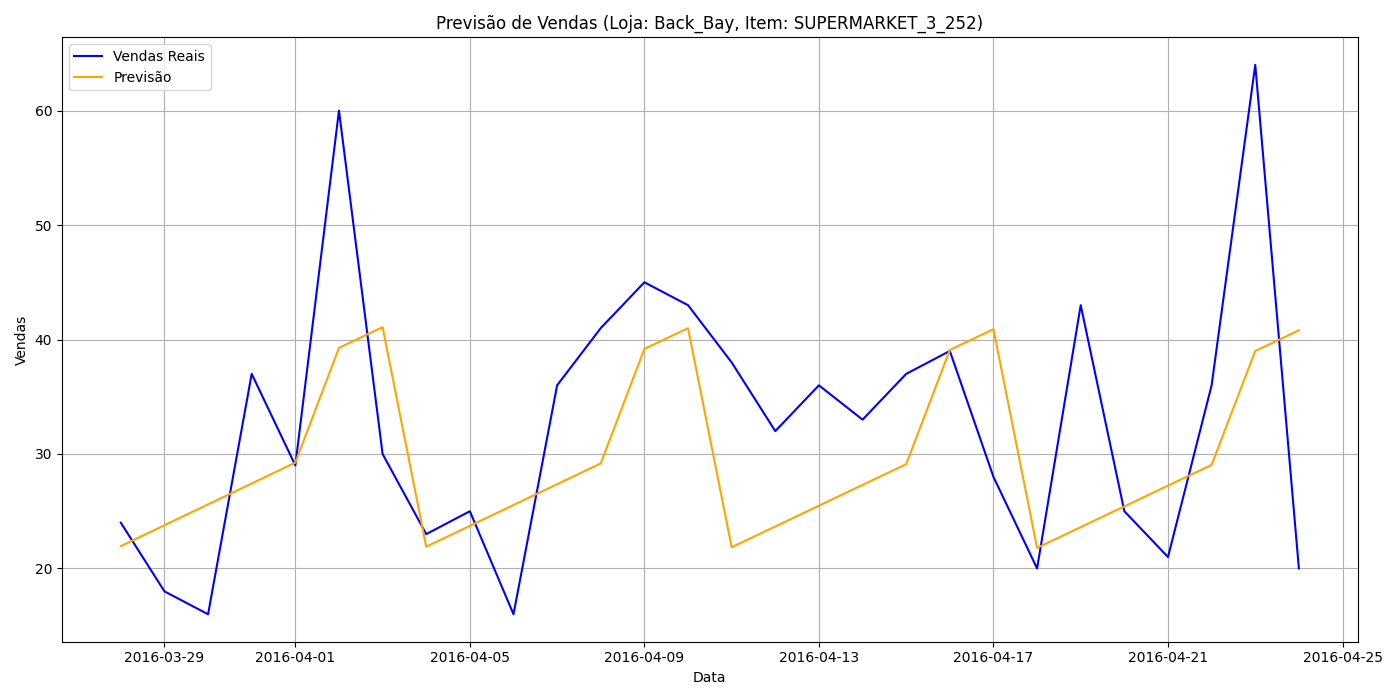 Previsão de Vendas (Loja: Back_Bay, Item: SUPERMARKET_3_252)
Vendas Reais
Previsão
60
50
40
30
20
Vendas
2016-03-29 2016-04-01 2016-04-05 2016-04-09 2016-04-13 2016-04-17 2016-04-21 2016-04-25
Data